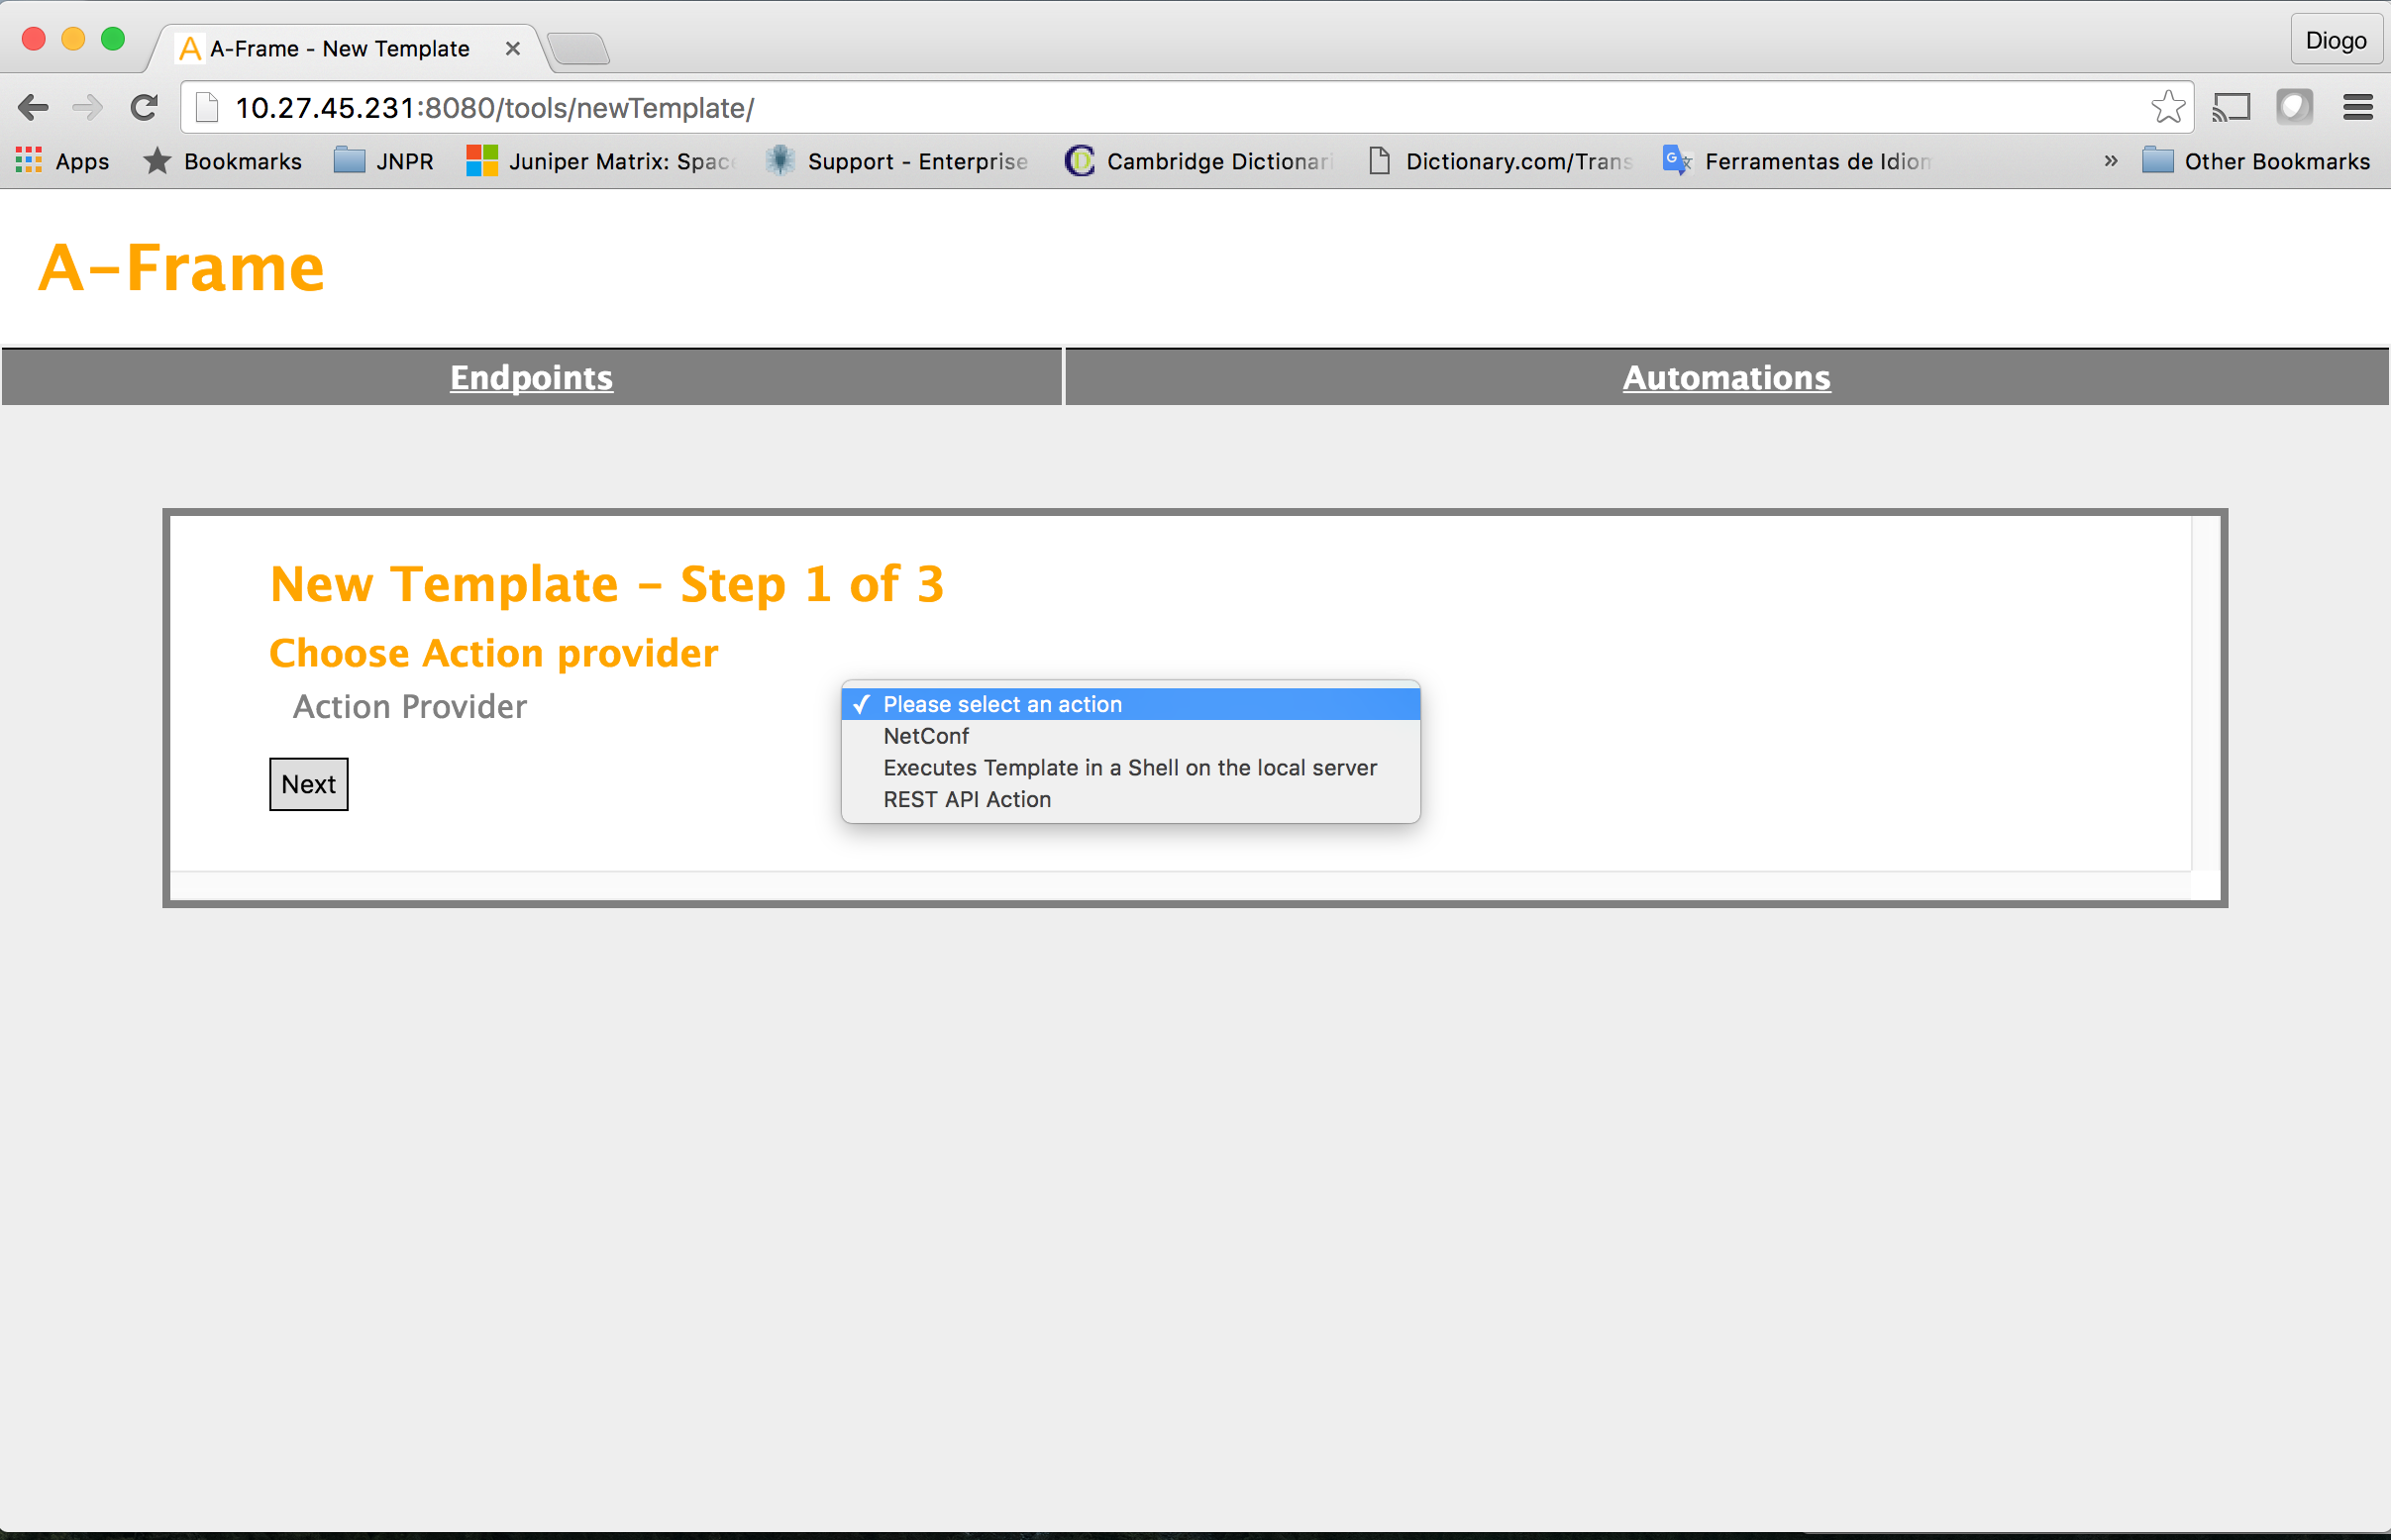 A-Frame - New Template
Diogo
10.27.45.231:8080/tools/newTemplate/
Apps Bookmarks JNPR Juniper Matrix: Space Support - Enterprise Cambridge Dictionari Dictionary.com/Trans Ferramentas de Idiom » Other Bookmarks
A-Frame
Endpoints Automations
New Template - Step 1 of 3
Choose Action provider
Action Provider
✓ Please select an action
NetConf
Executes Template in a Shell on the local server
REST API Action
Next